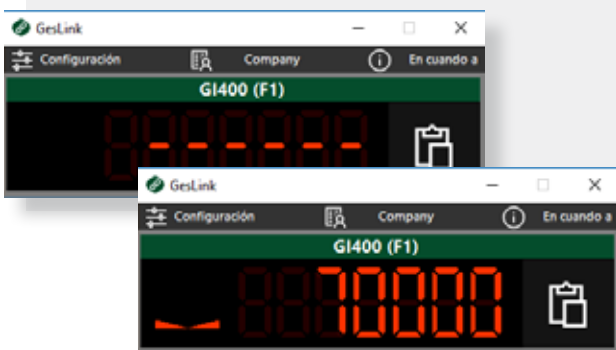 GesLink
Configuración Company En cuando a
GI400 (F1)
------
GesLink
Configuración Company En cuando a
GI400 (F1)
70000